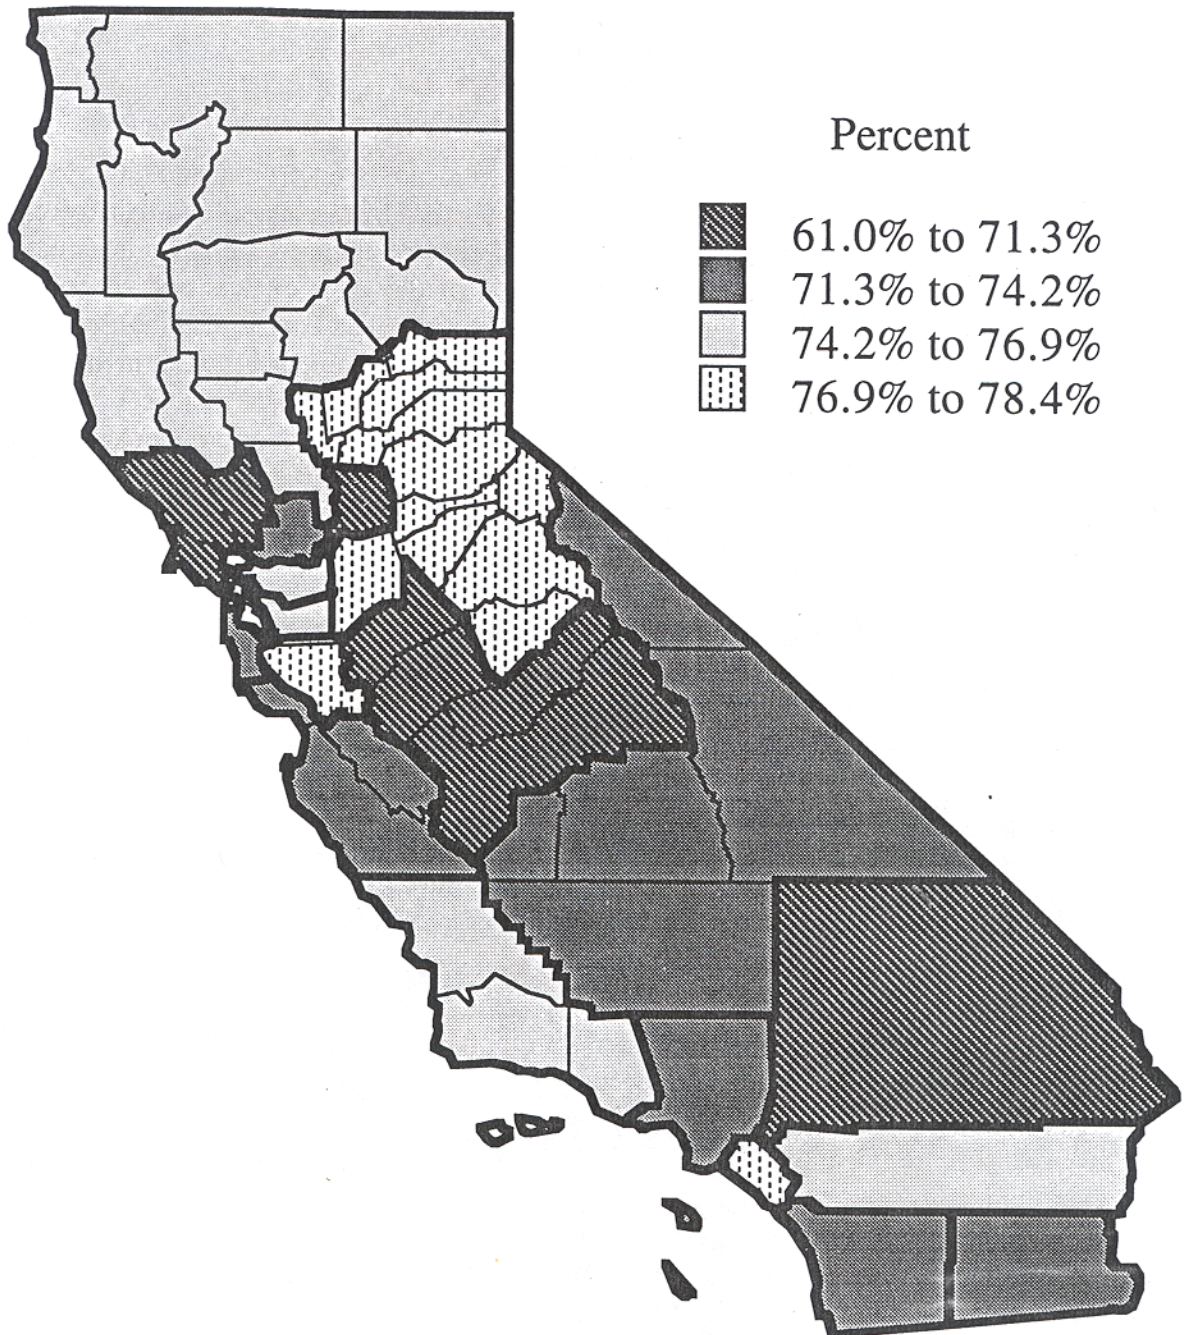 Percent
61.0% to 71.3%
71.3% to 74.2%
74.2% to 76.9%
76.9% to 78.4%